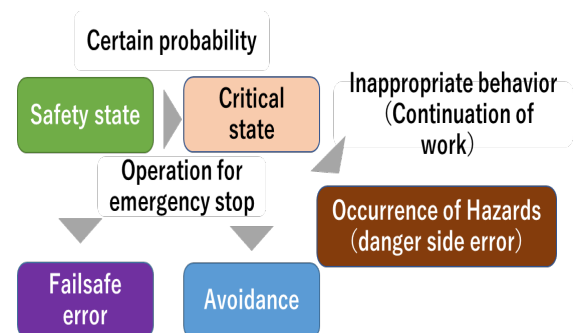 Certain probability
Safety state
Critical
state
Inappropriate behavior
(Continuation of
work)
Operation for
emergency stop
Occurrence of Hazards
(danger side error)
Failsafe
error
Avoidance